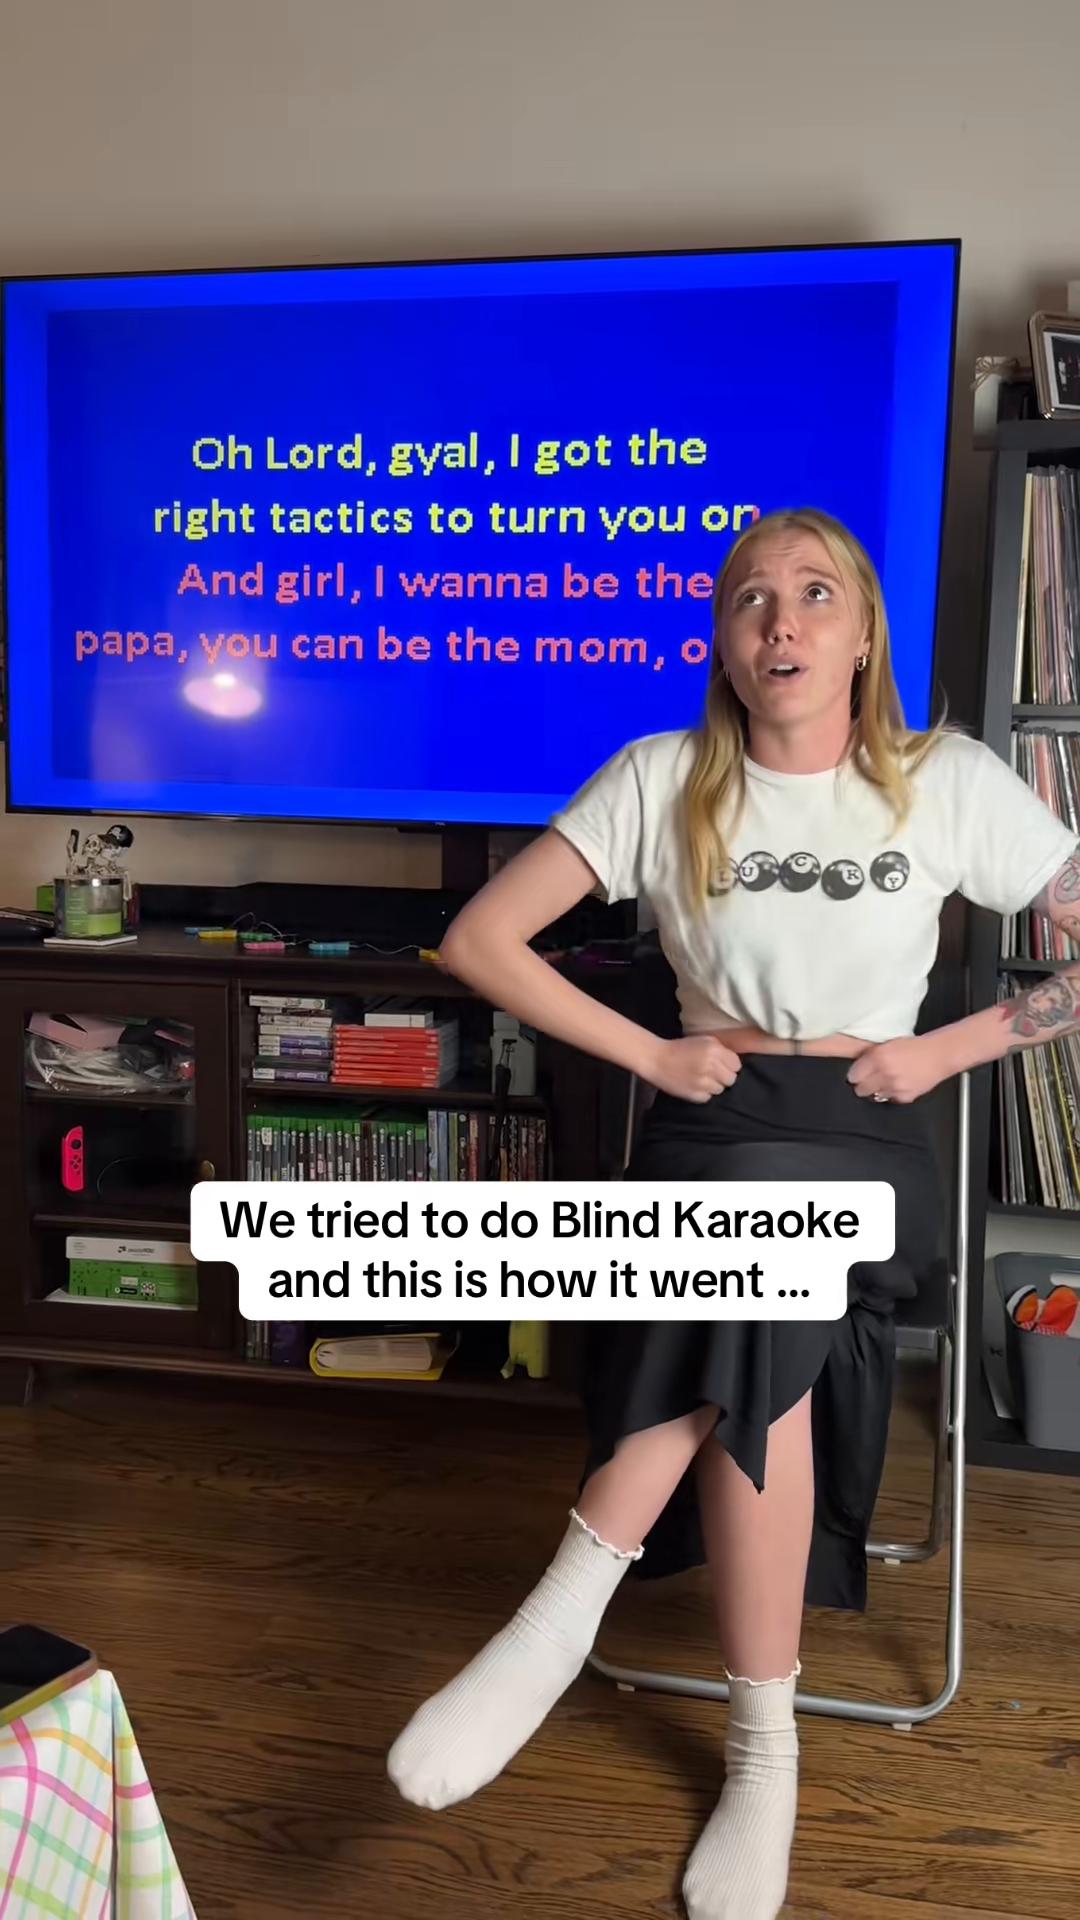 Oh Lord, gyal, I got the
right tactics to turn you on
And girl, I wanna be the
papa, you can be the mom, o
LUCKY
We tried to do Blind Karaoke
and this is how it went ...